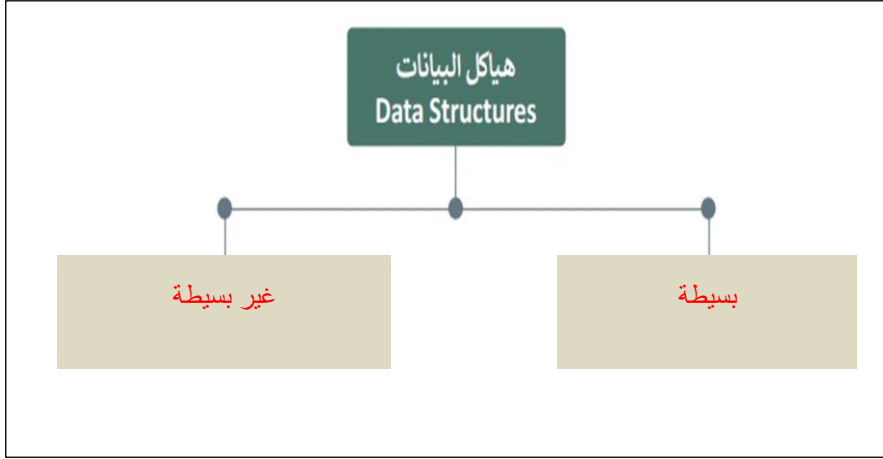 هياكل البيانات
Data Structures
بسيطة
غير بسيطة